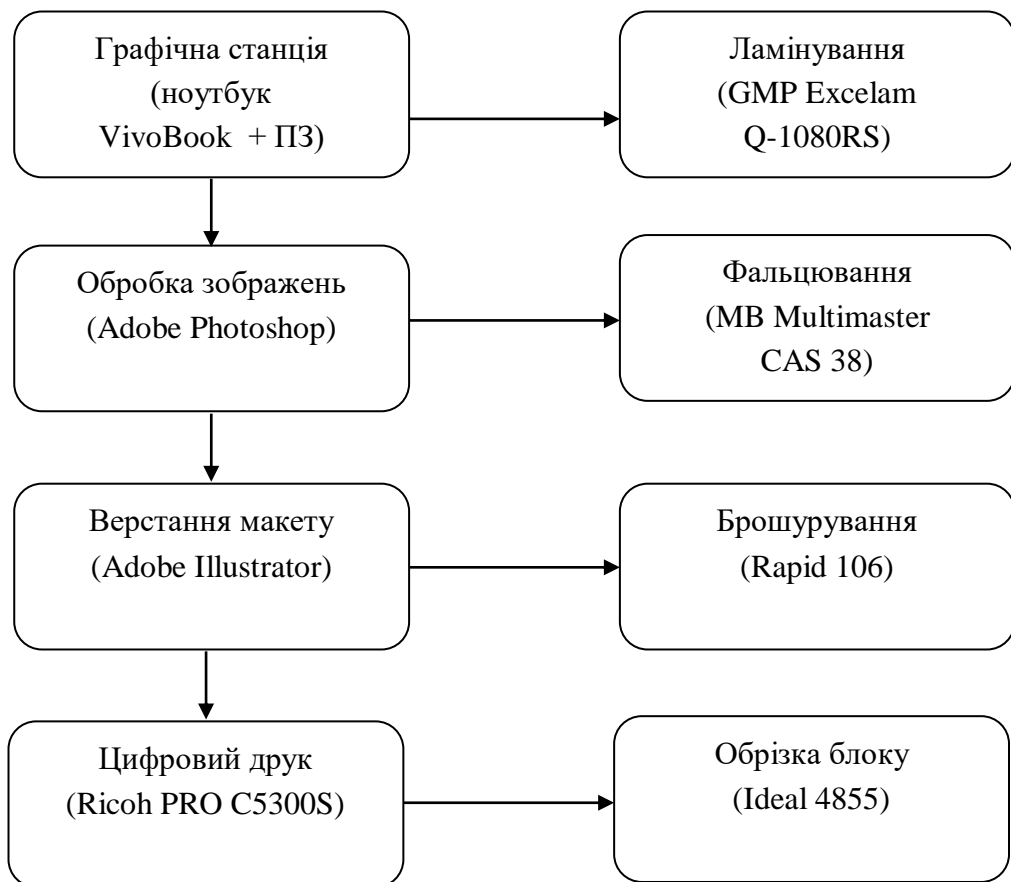 Графічна станція
(ноутбук
VivoBook + ПЗ)
Ламінування
(GMP Excelam
Q-1080RS)
Обробка зображень
(Adobe Photoshop)
Фальцювання
(MB Multimaster
CAS 38)
Верстання макету
(Adobe Illustrator)
Брошурування
(Rapid 106)
Цифровий друк
(Ricoh PRO C5300S)
Обрізка блоку
(Ideal 4855)